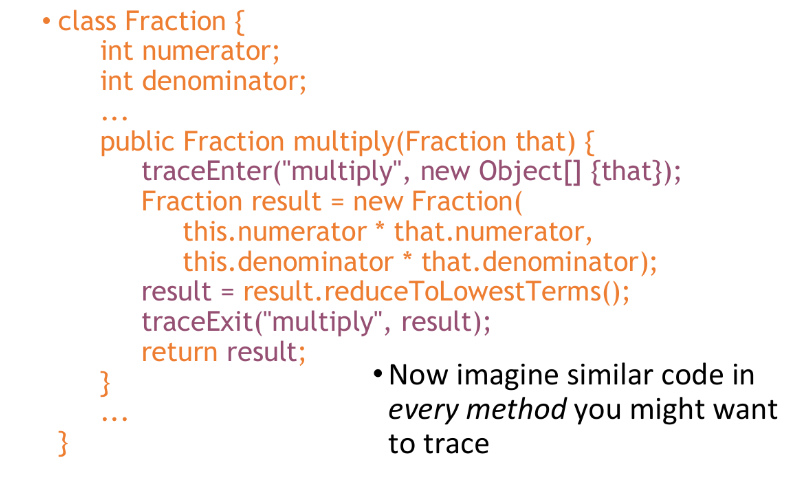 • class Fraction {
int numerator;
int denominator;
...
public Fraction multiply(Fraction that) {
traceEnter("multiply", new Object[] {that});
Fraction result = new Fraction(
this.numerator * that.numerator,
this.denominator * that.denominator);
result = result.reduceToLowestTerms();
traceExit("multiply", result);
return result;
}
...
}
• Now imagine similar code in
every method you might want
to trace